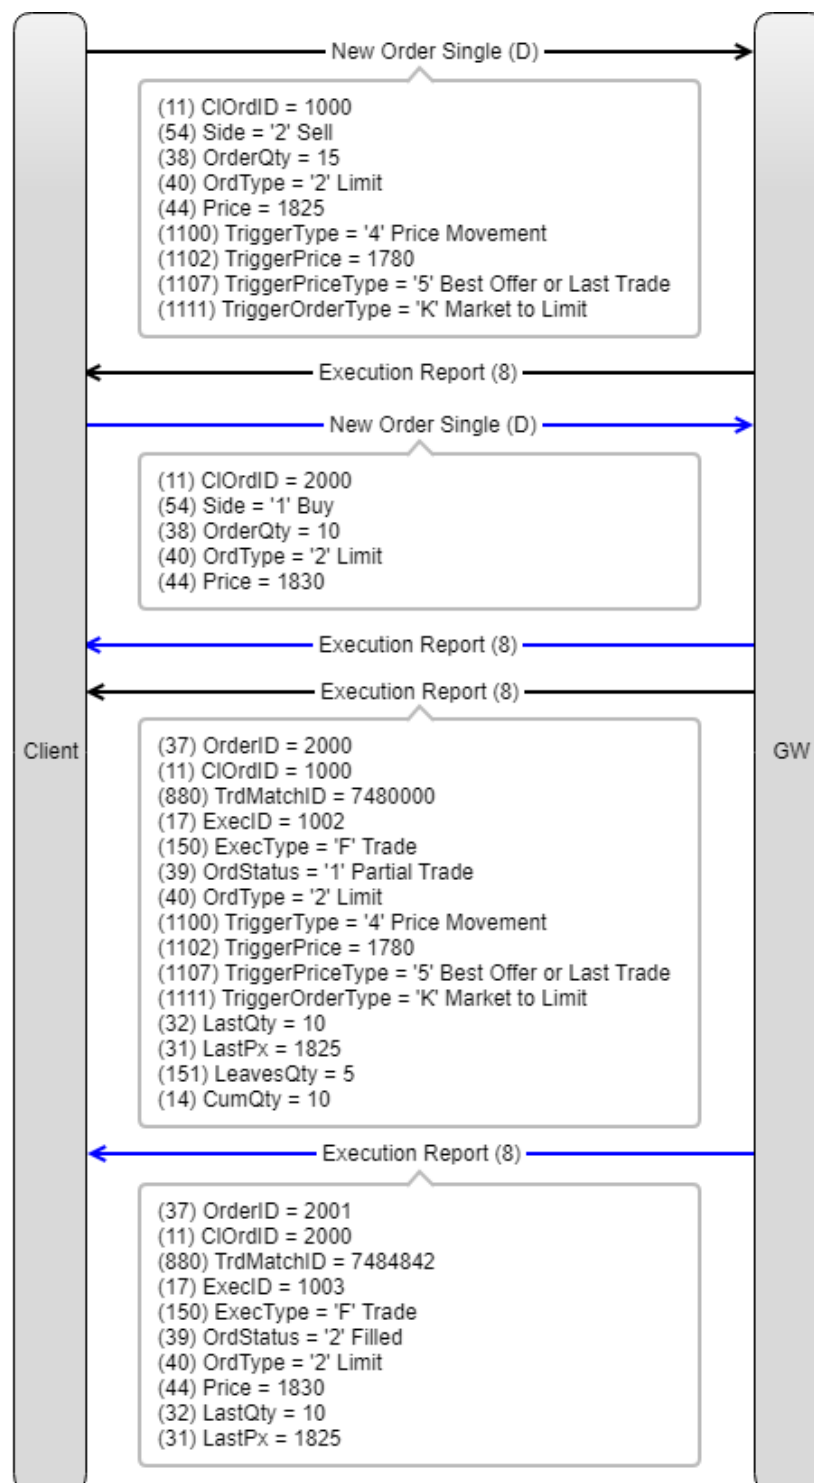 New Order Single (D)
(11) ClOrdID = 1000
(54) Side = '2' Sell
(38) OrderQty = 15
(40) OrdType = '2' Limit
(44) Price = 1825
(1100) TriggerType = '4' Price Movement
(1102) TriggerPrice = 1780
(1107) TriggerPriceType = '5' Best Offer or Last Trade
(1111) TriggerOrderType = 'K' Market to Limit
Execution Report (8)
New Order Single (D)
(11) ClOrdID = 2000
(54) Side = '1' Buy
(38) OrderQty = 10
(40) OrdType = '2' Limit
(44) Price = 1830
Execution Report (8)
Execution Report (8)
Client
GW
(37) OrderID = 2000
(11) ClOrdID = 1000
(880) TrdMatchID = 7480000
(17) ExecID = 1002
(150) ExecType = 'F' Trade
(39) OrdStatus = '1' Partial Trade
(40) OrdType = '2' Limit
(1100) TriggerType = '4' Price Movement
(1102) TriggerPrice = 1780
(1107) TriggerPriceType = '5' Best Offer or Last Trade
(1111) TriggerOrderType = 'K' Market to Limit
(32) LastQty = 10
(31) LastPx = 1825
(151) LeavesQty = 5
(14) CumQty = 10
Execution Report (8)
(37) OrderID = 2001
(11) ClOrdID = 2000
(880) TrdMatchID = 7484842
(17) ExecID = 1003
(150) ExecType = 'F' Trade
(39) OrdStatus = '2' Filled
(40) OrdType = '2' Limit
(44) Price = 1830
(32) LastQty = 10
(31) LastPx = 1825